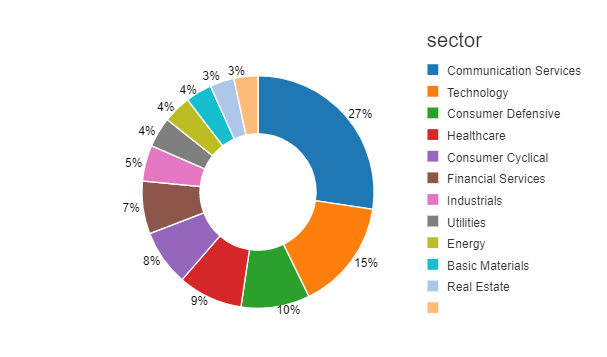 sector
Communication Services
Technology
Consumer Defensive
Healthcare
Consumer Cyclical
Financial Services
Industrials
Utilities
Energy
Basic Materials
Real Estate
27%
15%
10%
9%
8%
7%
5%
4%
4%
4%
3%
3%